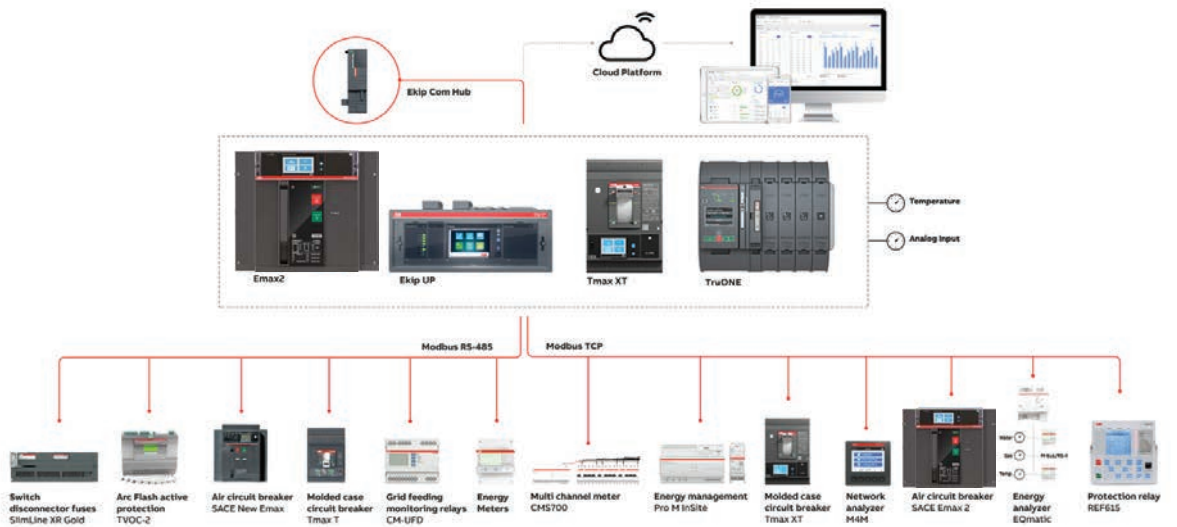 Cloud Platform
Ekip Com Hub
Temperature
Analog Input
Emax2
Ekip UP
Tmax XT
TruONE
Modbus RS-485
Modbus TCP
Switch
disconnector fuses
SlimLine XR Gold
Arc Flash active
protection
TVOC-2
Air circuit breaker
SACE New Emax
Molded case
circuit breaker
Tmax T
Grid feeding
monitoring relays
CM-UFD
Energy
Meters
Multi channel meter
CMS700
Energy management
Pro M InSite
Molded case
circuit breaker
Tmax XT
Network
analyzer
M4M
Air circuit breaker
SACE Emax 2
Water
Gas
Temp.
Energy
analyzer
EQmatic
Protection relay
REF615